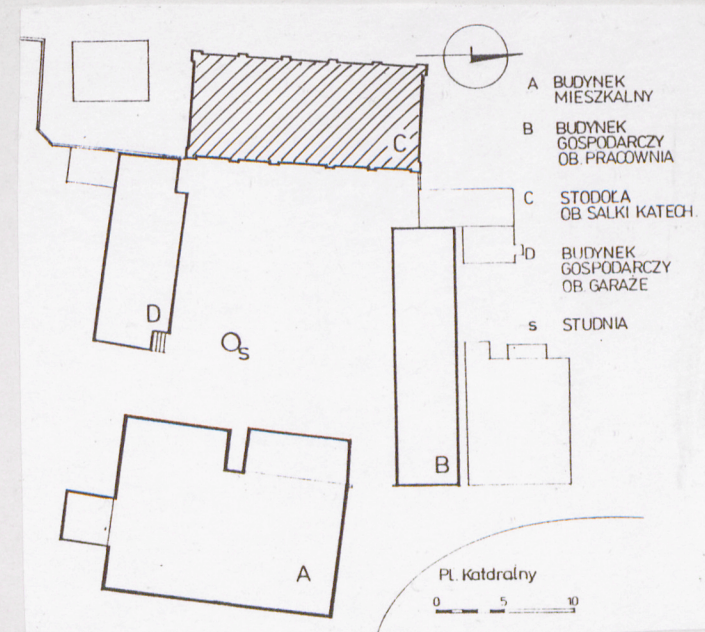 A BUDYNEK
MIESZKALNY
B BUDYNEK
GOSPODARCZY
OB. PRACOWNIA
C STODOŁA
OB SALKI KATECH.
D BUDYNEK
GOSPODARCZY
OB. GARAŻE
s STUDNIA
C
D
s
B
A
Pl. Katdralny
0 5 10